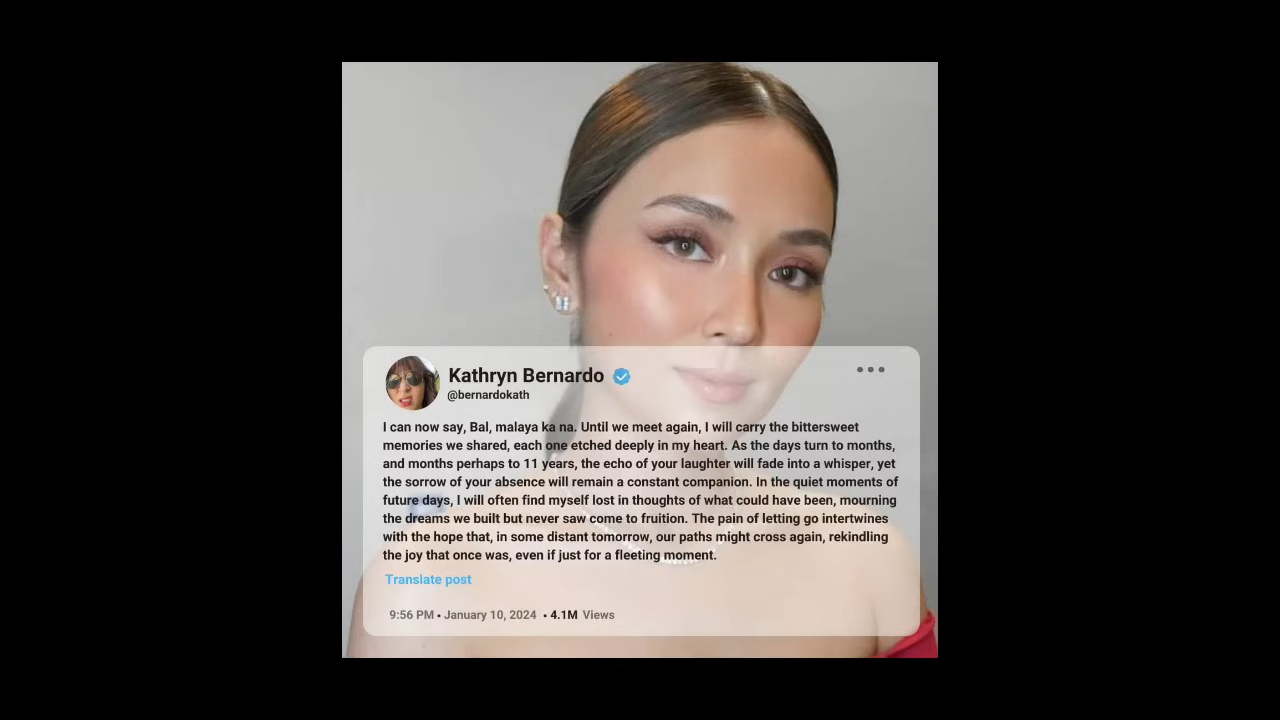 Kathryn Bernardo
@bernardokath
I can now say, Bal, malaya ka na. Until we meet again, I will carry the bittersweet
memories we shared, each one etched deeply in my heart. As the days turn to months,
and months perhaps to 11 years, the echo of your laughter will fade into a whisper, yet
the sorrow of your absence will remain a constant companion. In the quiet moments of
future days, I will often find myself lost in thoughts of what could have been, mourning
the dreams we built but never saw come to fruition. The pain of letting go intertwines
with the hope that, in some distant tomorrow, our paths might cross again, rekindling
the joy that once was, even if just for a fleeting moment.
Translate post
9:56 PM • January 10, 2024 • 4.1M Views